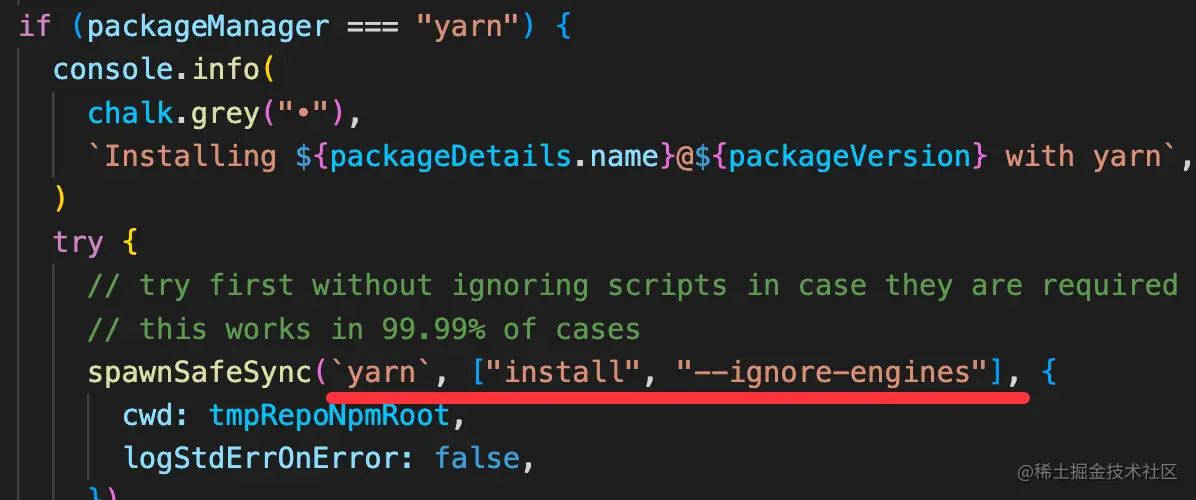 if (packageManager === "yarn") {
console.info(
chalk.grey("•"),
`Installing ${packageDetails.name}@${packageVersion} with yarn`,
)
try {
// try first without ignoring scripts in case they are required
// this works in 99.99% of cases
spawnSafeSync(`yarn`, ["install", "--ignore-engines"], {
cwd: tmpRepoNpmRoot,
logStdErrOnError: false,
})
@稀土掘金技术社区